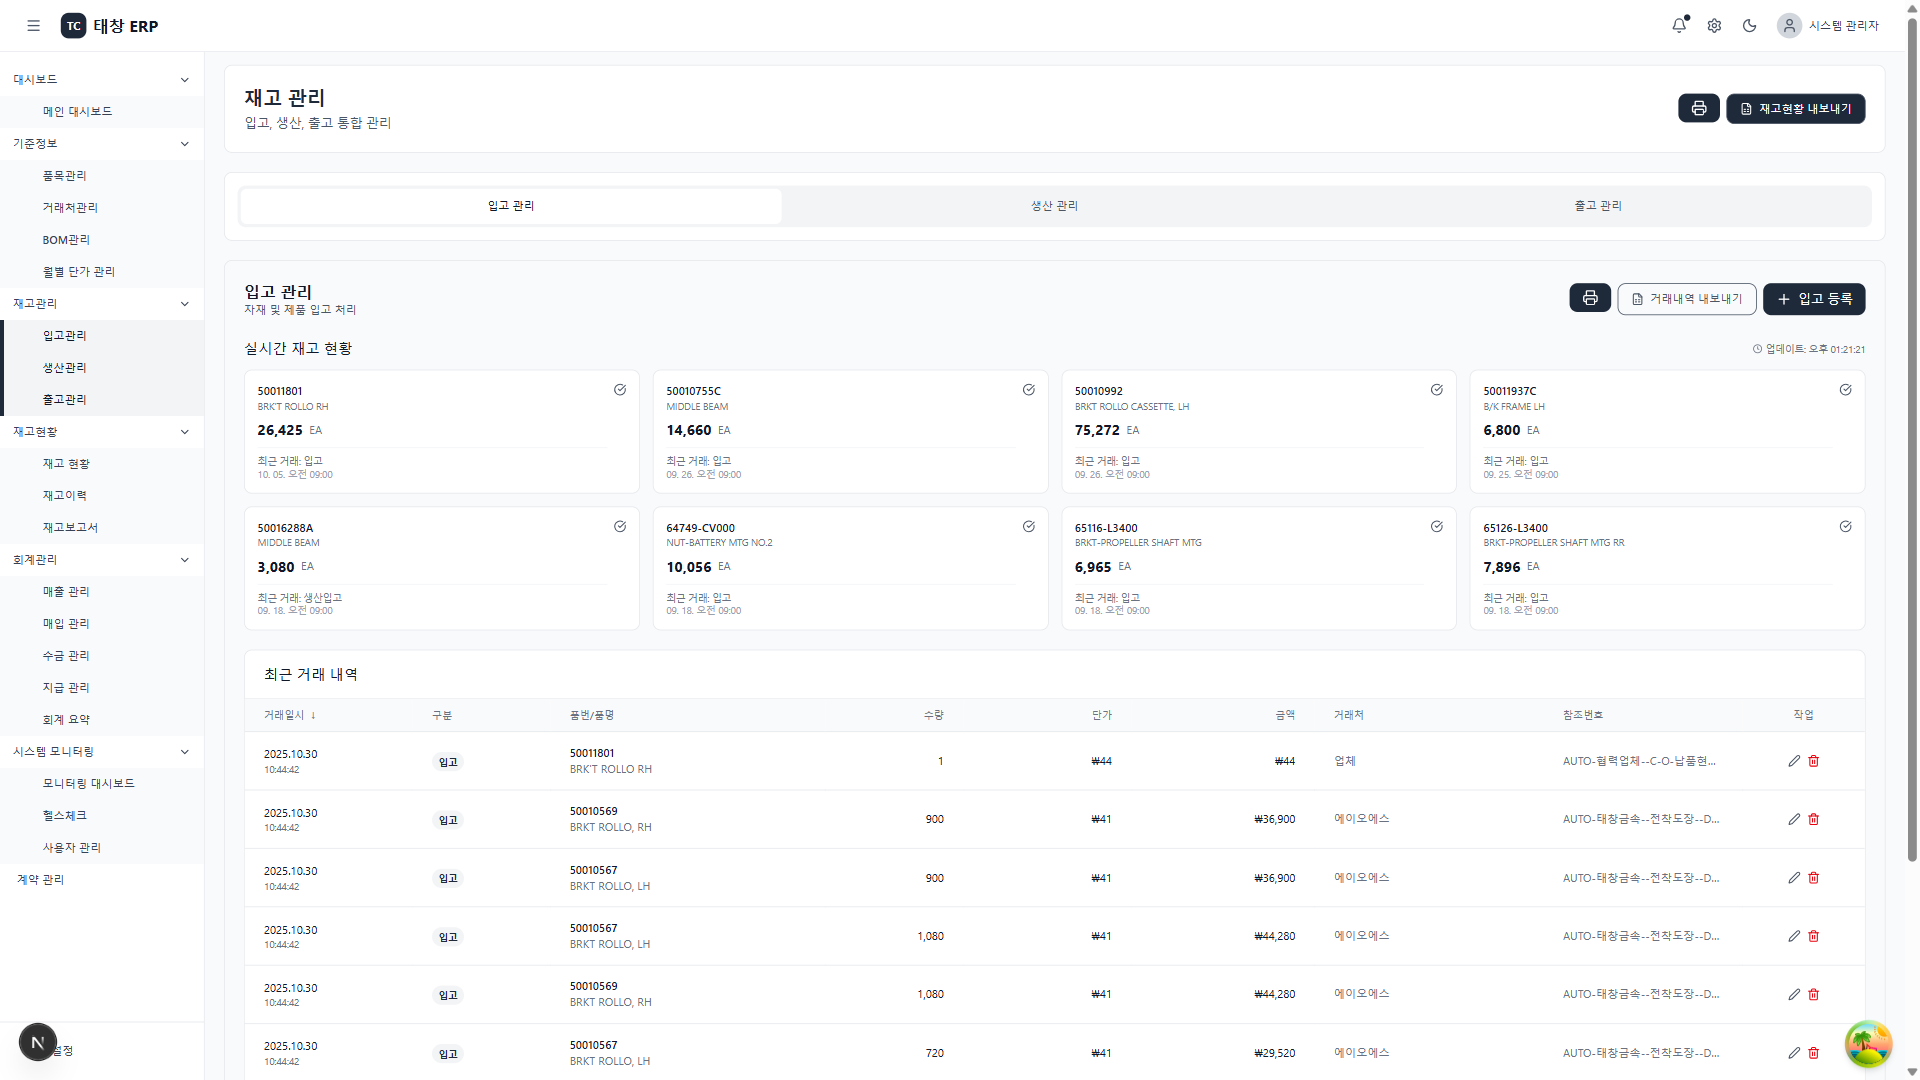 TC 태창 ERP
시스템 관리자
대시보드
메인 대시보드
기준정보
품목관리
거래처관리
BOM관리
월별 단가 관리
재고관리
입고관리
생산관리
출고관리
재고현황
재고 현황
재고이력
재고보고서
회계관리
매출 관리
매입 관리
수금 관리
지급 관리
회계 요약
시스템 모니터링
모니터링 대시보드
헬스체크
사용자 관리
계약 관리
N
설정
재고 관리
입고, 생산, 출고 통합 관리
재고현황 내보내기
입고 관리 생산 관리 출고 관리
입고 관리
자재 및 제품 입고 처리
거래내역 내보내기
입고 등록
실시간 재고 현황
업데이트: 오후 01:21:21
50011801
BRK'T ROLLO RH
26,425 EA
최근 거래: 입고
10. 05. 오전 09:00
50010755C
MIDDLE BEAM
14,660 EA
최근 거래: 입고
09. 26. 오전 09:00
50010992
BRKT ROLLO CASSETTE, LH
75,272 EA
최근 거래: 입고
09. 26. 오전 09:00
50011937C
B/K FRAME LH
6,800 EA
최근 거래: 입고
09. 25. 오전 09:00
50016288A
MIDDLE BEAM
3,080 EA
최근 거래: 생산입고
09. 18. 오전 09:00
64749-CV000
NUT-BATTERY MTG NO.2
10,056 EA
최근 거래: 입고
09. 18. 오전 09:00
65116-L3400
BRKT-PROPELLER SHAFT MTG
6,965 EA
최근 거래: 입고
09. 18. 오전 09:00
65126-L3400
BRKT-PROPELLER SHAFT MTG RR
7,896 EA
최근 거래: 입고
09. 18. 오전 09:00
최근 거래 내역
거래일시 ↓ 구분 품번/품명 수량 단가 금액 거래처 참조번호 작업
2025.10.30 10:44:42 입고 50011801 BRK'T ROLLO RH 1 ₩44 ₩44 업체 AUTO-협력업체--C-O-납품현...
2025.10.30 10:44:42 입고 50010569 BRKT ROLLO, RH 900 ₩41 ₩36,900 에이오에스 AUTO-태창금속--전착도장--D...
2025.10.30 10:44:42 입고 50010567 BRKT ROLLO, LH 900 ₩41 ₩36,900 에이오에스 AUTO-태창금속--전착도장--D...
2025.10.30 10:44:42 입고 50010567 BRKT ROLLO, LH 1,080 ₩41 ₩44,280 에이오에스 AUTO-태창금속--전착도장--D...
2025.10.30 10:44:42 입고 50010569 BRKT ROLLO, RH 1,080 ₩41 ₩44,280 에이오에스 AUTO-태창금속--전착도장--D...
2025.10.30 10:44:42 입고 50010567 BRKT ROLLO, LH 720 ₩41 ₩29,520 에이오에스 AUTO-태창금속--전착도장--D...